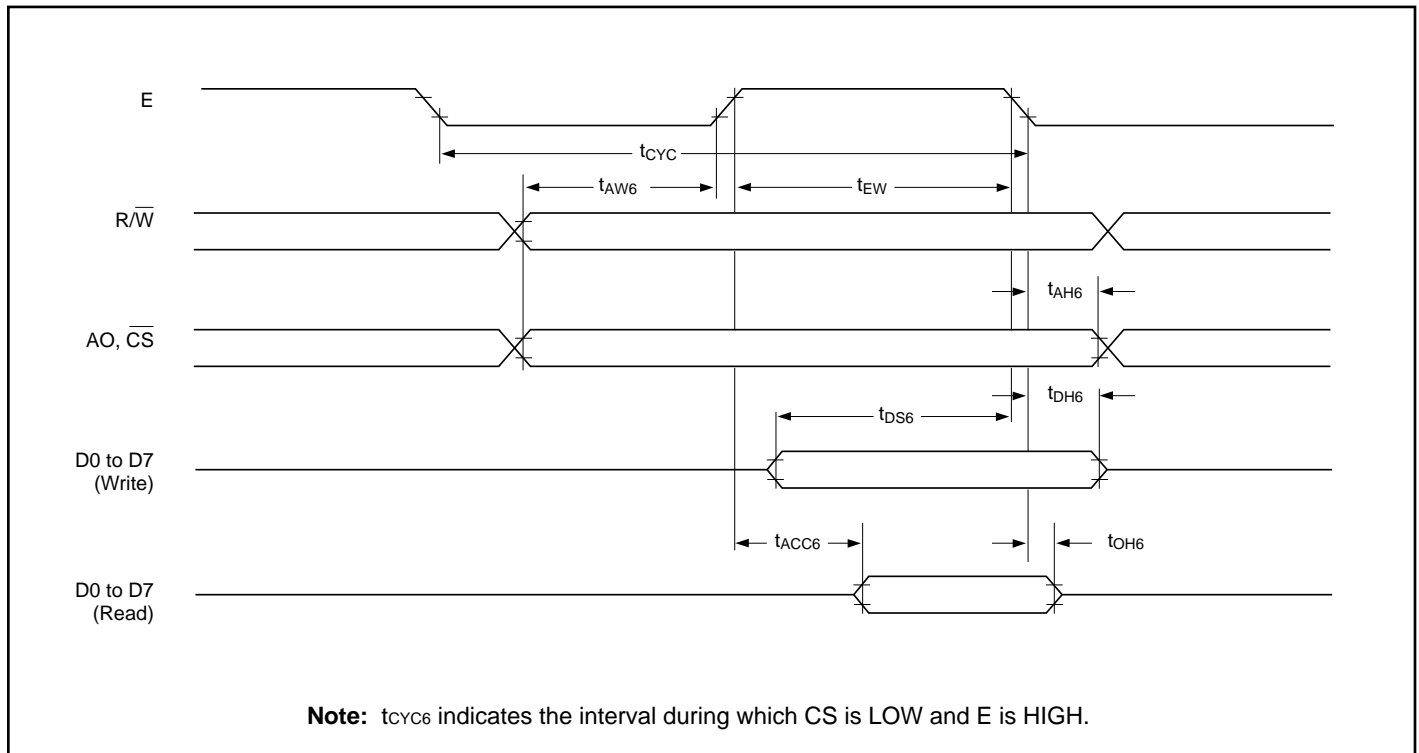 E
tCYC
tAW6
tEW
R/W̅
tAH6
AO, C̅S̅
tDH6
tDS6
D0 to D7
(Write)
tACC6
tOH6
D0 to D7
(Read)
Note: tCYC6 indicates the interval during which CS is LOW and E is HIGH.